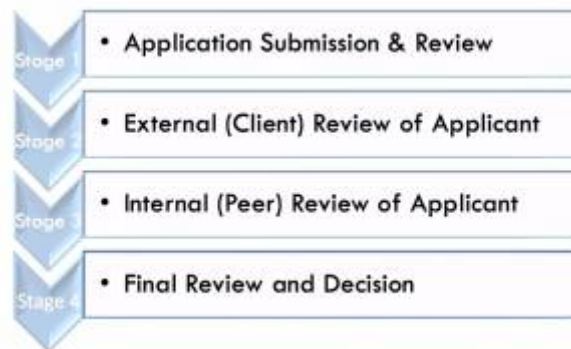 Stage 1
• Application Submission & Review
Stage 2
• External (Client) Review of Applicant
Stage 3
• Internal (Peer) Review of Applicant
Stage 4
• Final Review and Decision